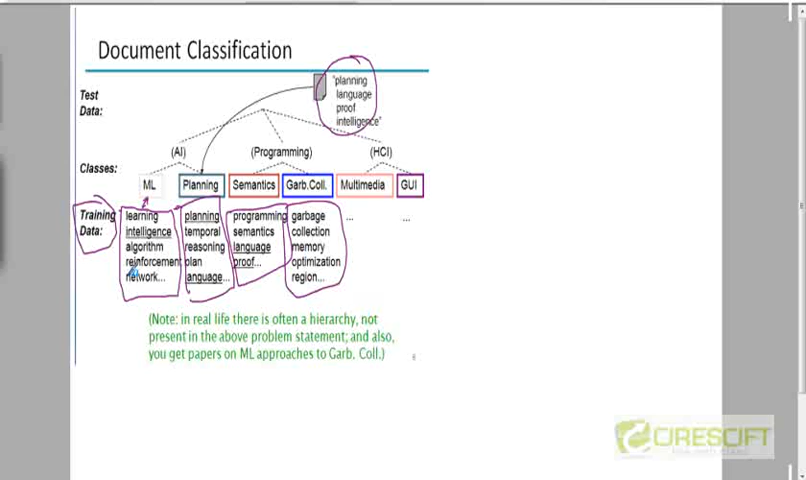 Document Classification
Test
Data:
"planning
language
proof
intelligence"
(AI)
(Programming)
(HCI)
Classes:
ML
Planning
Semantics
Garb.Coll.
Multimedia
GUI
Training
Data:
learning
intelligence
algorithm
reinforcement
network...
planning
temporal
reasoning
plan
language...
programming
semantics
language
proof...
garbage
collection
memory
optimization
region...
...
...
(Note: in real life there is often a hierarchy, not
present in the above problem statement; and also,
you get papers on ML approaches to Garb. Coll.)